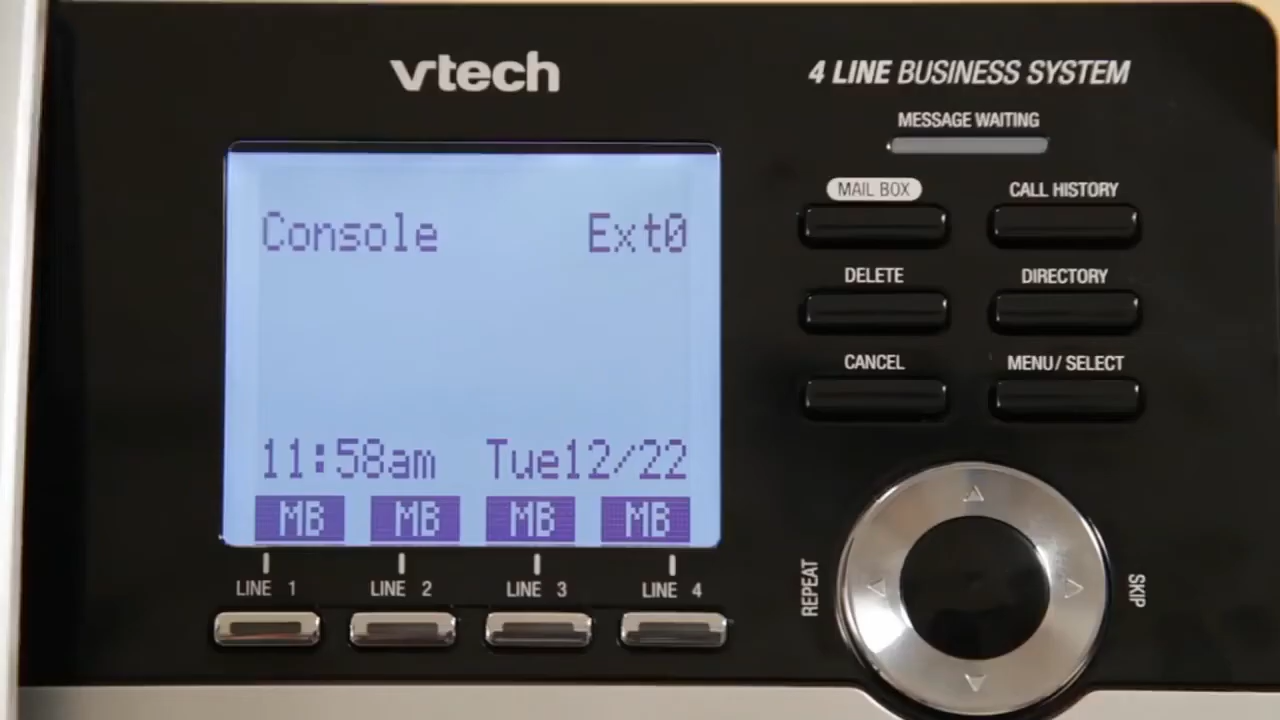 vtech
4 LINE BUSINESS SYSTEM
MESSAGE WAITING
MAIL BOX CALL HISTORY
Console Ext0
DELETE DIRECTORY
CANCEL MENU/SELECT
11:58am Tue12/22
MB MB MB MB
LINE 1 LINE 2 LINE 3 LINE 4
REPEAT SKIP